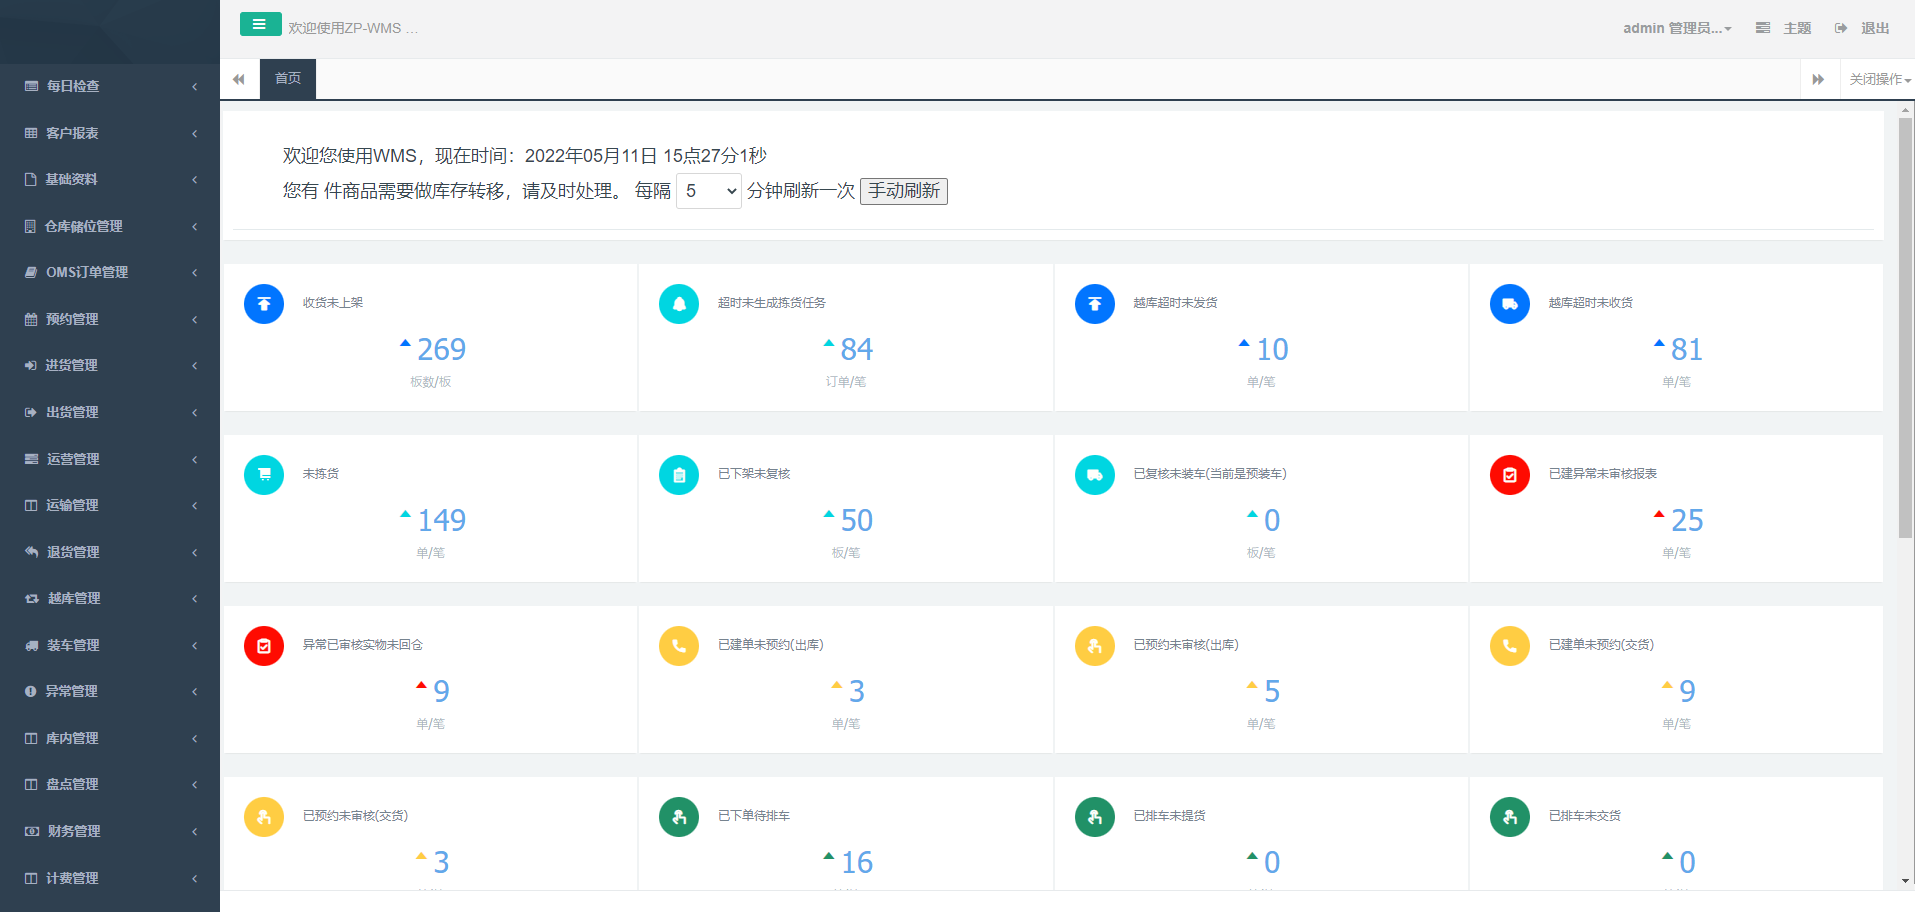 欢迎使用ZP-WMS ...
admin 管理员...
主题
退出
首页
关闭操作
每日检查
客户报表
基础资料
仓库储位管理
OMS订单管理
预约管理
进货管理
出货管理
运营管理
运输管理
退货管理
越库管理
装车管理
异常管理
库内管理
盘点管理
财务管理
计费管理
欢迎您使用WMS，现在时间：2022年05月11日 15点27分1秒
您有 件商品需要做库存转移，请及时处理。 每隔 5 分钟刷新一次 手动刷新
收货未上架
269
板数/板
超时未生成拣货任务
84
订单/笔
越库超时未发货
10
单/笔
越库超时未收货
81
单/笔
未拣货
149
单/笔
已下架未复核
50
板/笔
已复核未装车(当前是预装车)
0
板/笔
已建异常未审核报表
25
单/笔
异常已审核实物未回仓
9
单/笔
已建单未预约(出库)
3
单/笔
已预约未审核(出库)
5
单/笔
已建单未预约(交货)
9
单/笔
已预约未审核(交货)
3
已下单待排车
16
已排车未提货
0
已排车未交货
0